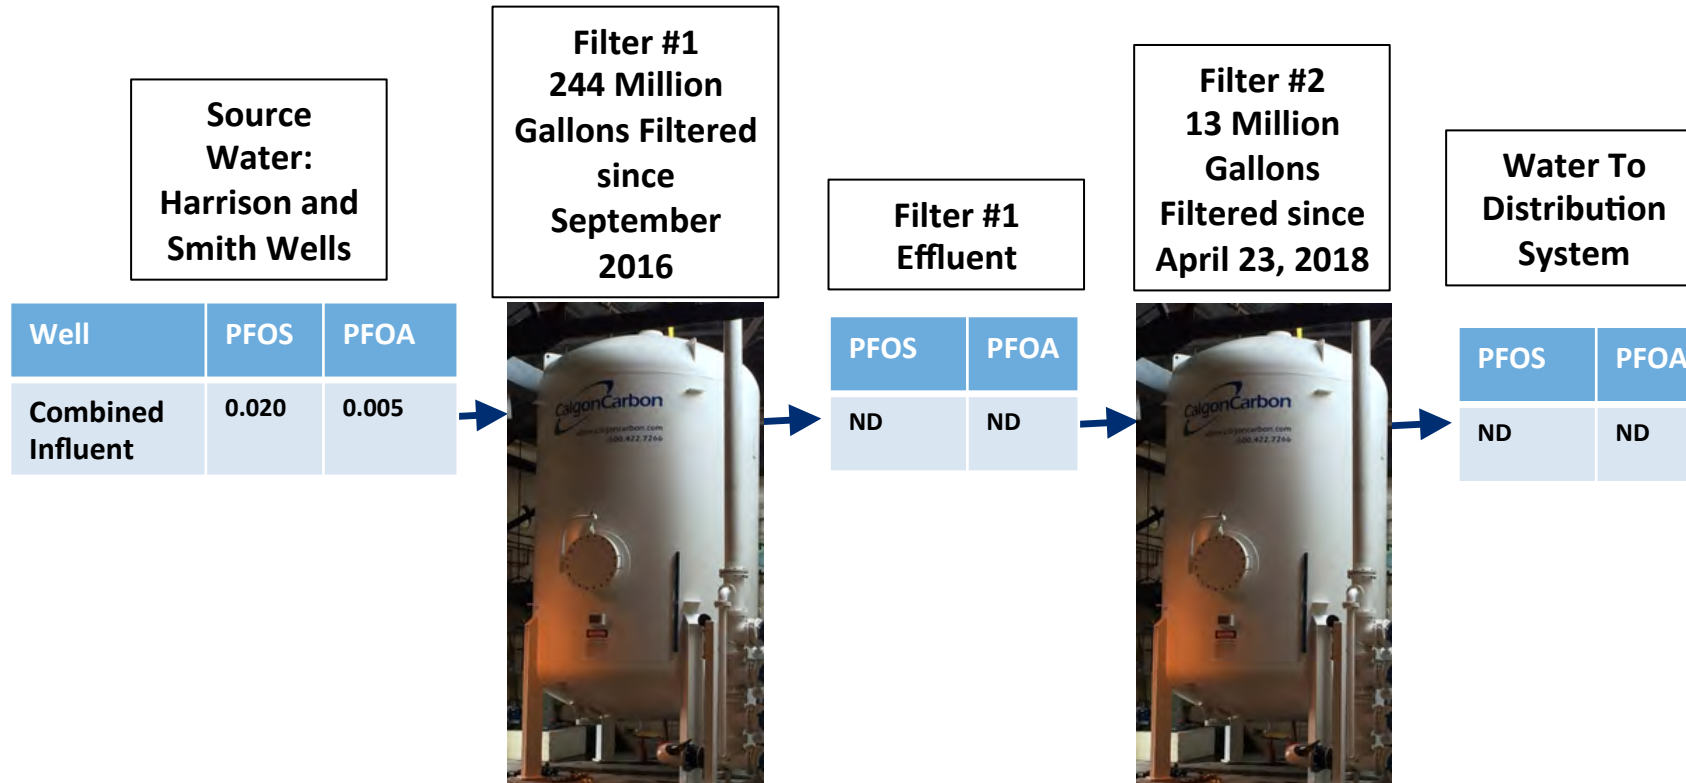 Source
Water:
Harrison and
Smith Wells
Filter #1
244 Million
Gallons Filtered
since
September
2016
Filter #1
Effluent
Filter #2
13 Million
Gallons
Filtered since
April 23, 2018
Water To
Distribution
System
Well PFOS PFOA
Combined 0.020 0.005
Influent
CalgonCarbon
PFOS PFOA
ND ND
CalgonCarbon
PFOS PFOA
ND ND